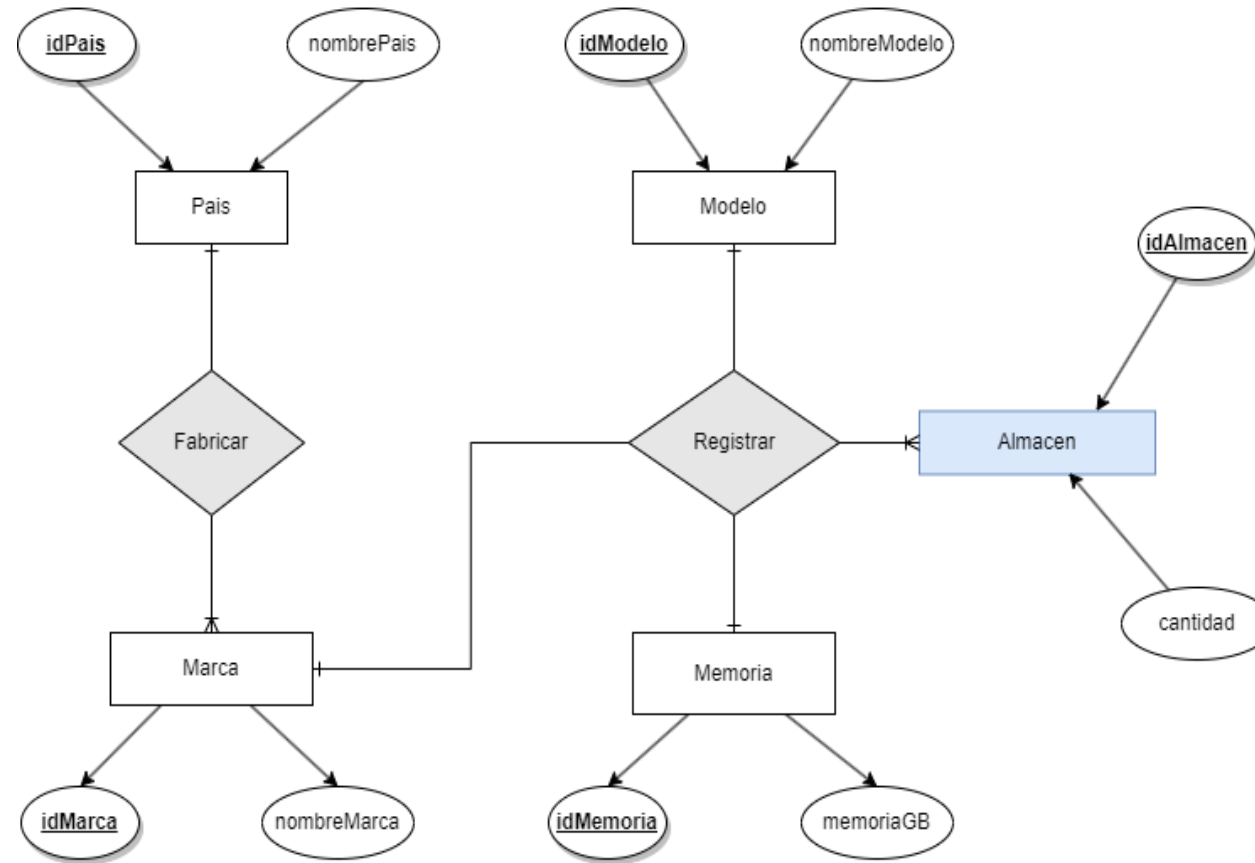 idPais
nombrePais
idModelo
nombreModelo
Pais
Modelo
idAlmacen
Fabricar
Registrar
Almacen
cantidad
Marca
Memoria
idMarca
nombreMarca
idMemoria
memoriaGB